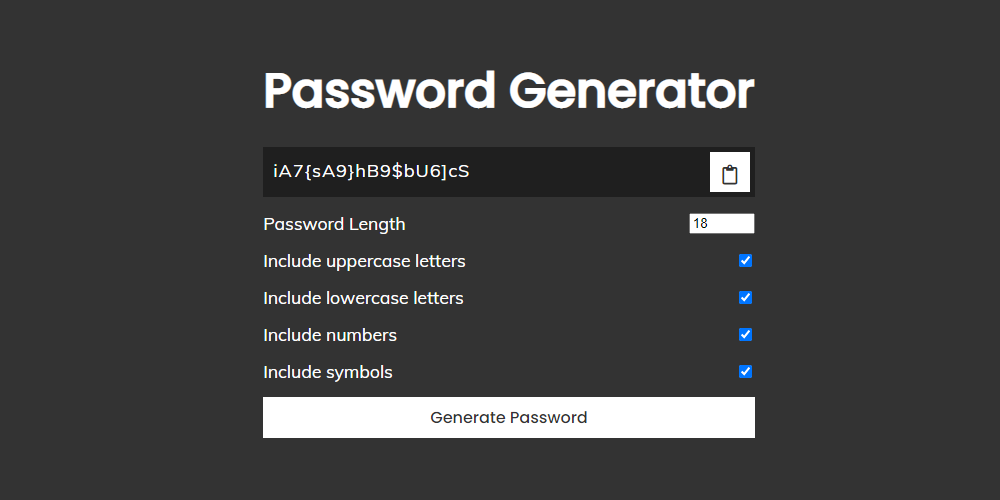 Password Generator
iA7{sA9}hB9$bU6]cS
Password Length 18
Include uppercase letters
Include lowercase letters
Include numbers
Include symbols
Generate Password